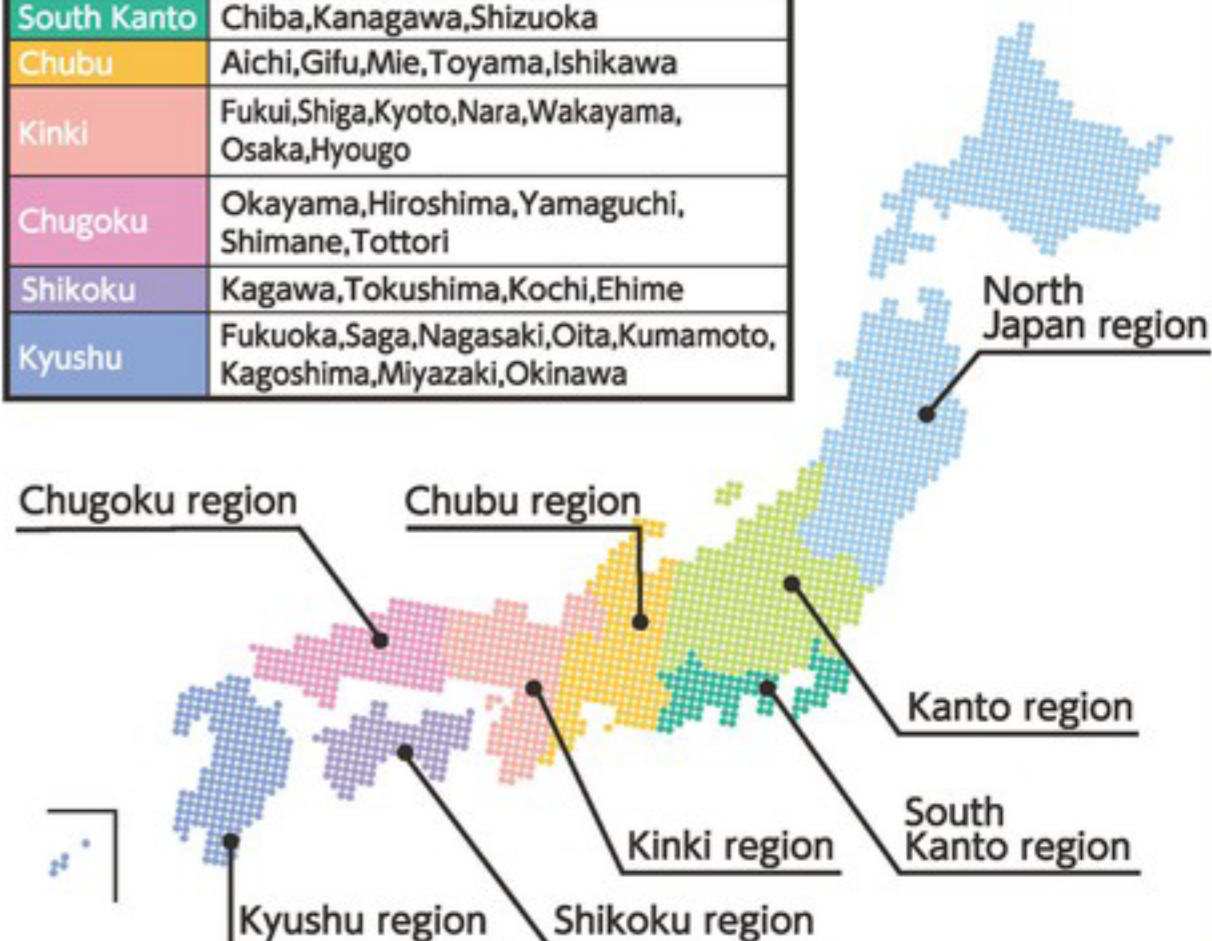 South Kanto Chiba,Kanagawa,Shizuoka
Chubu Aichi,Gifu,Mie,Toyama,Ishikawa
Kinki Fukui,Shiga,Kyoto,Nara,Wakayama,
Osaka,Hyougo
Chugoku Okayama,Hiroshima,Yamaguchi,
Shimane,Tottori
Shikoku Kagawa,Tokushima,Kochi,Ehime
Kyushu Fukuoka,Saga,Nagasaki,Oita,Kumamoto,
Kagoshima,Miyazaki,Okinawa
North
Japan region
Chugoku region
Chubu region
Kanto region
South
Kanto region
Kinki region
Kyushu region
Shikoku region